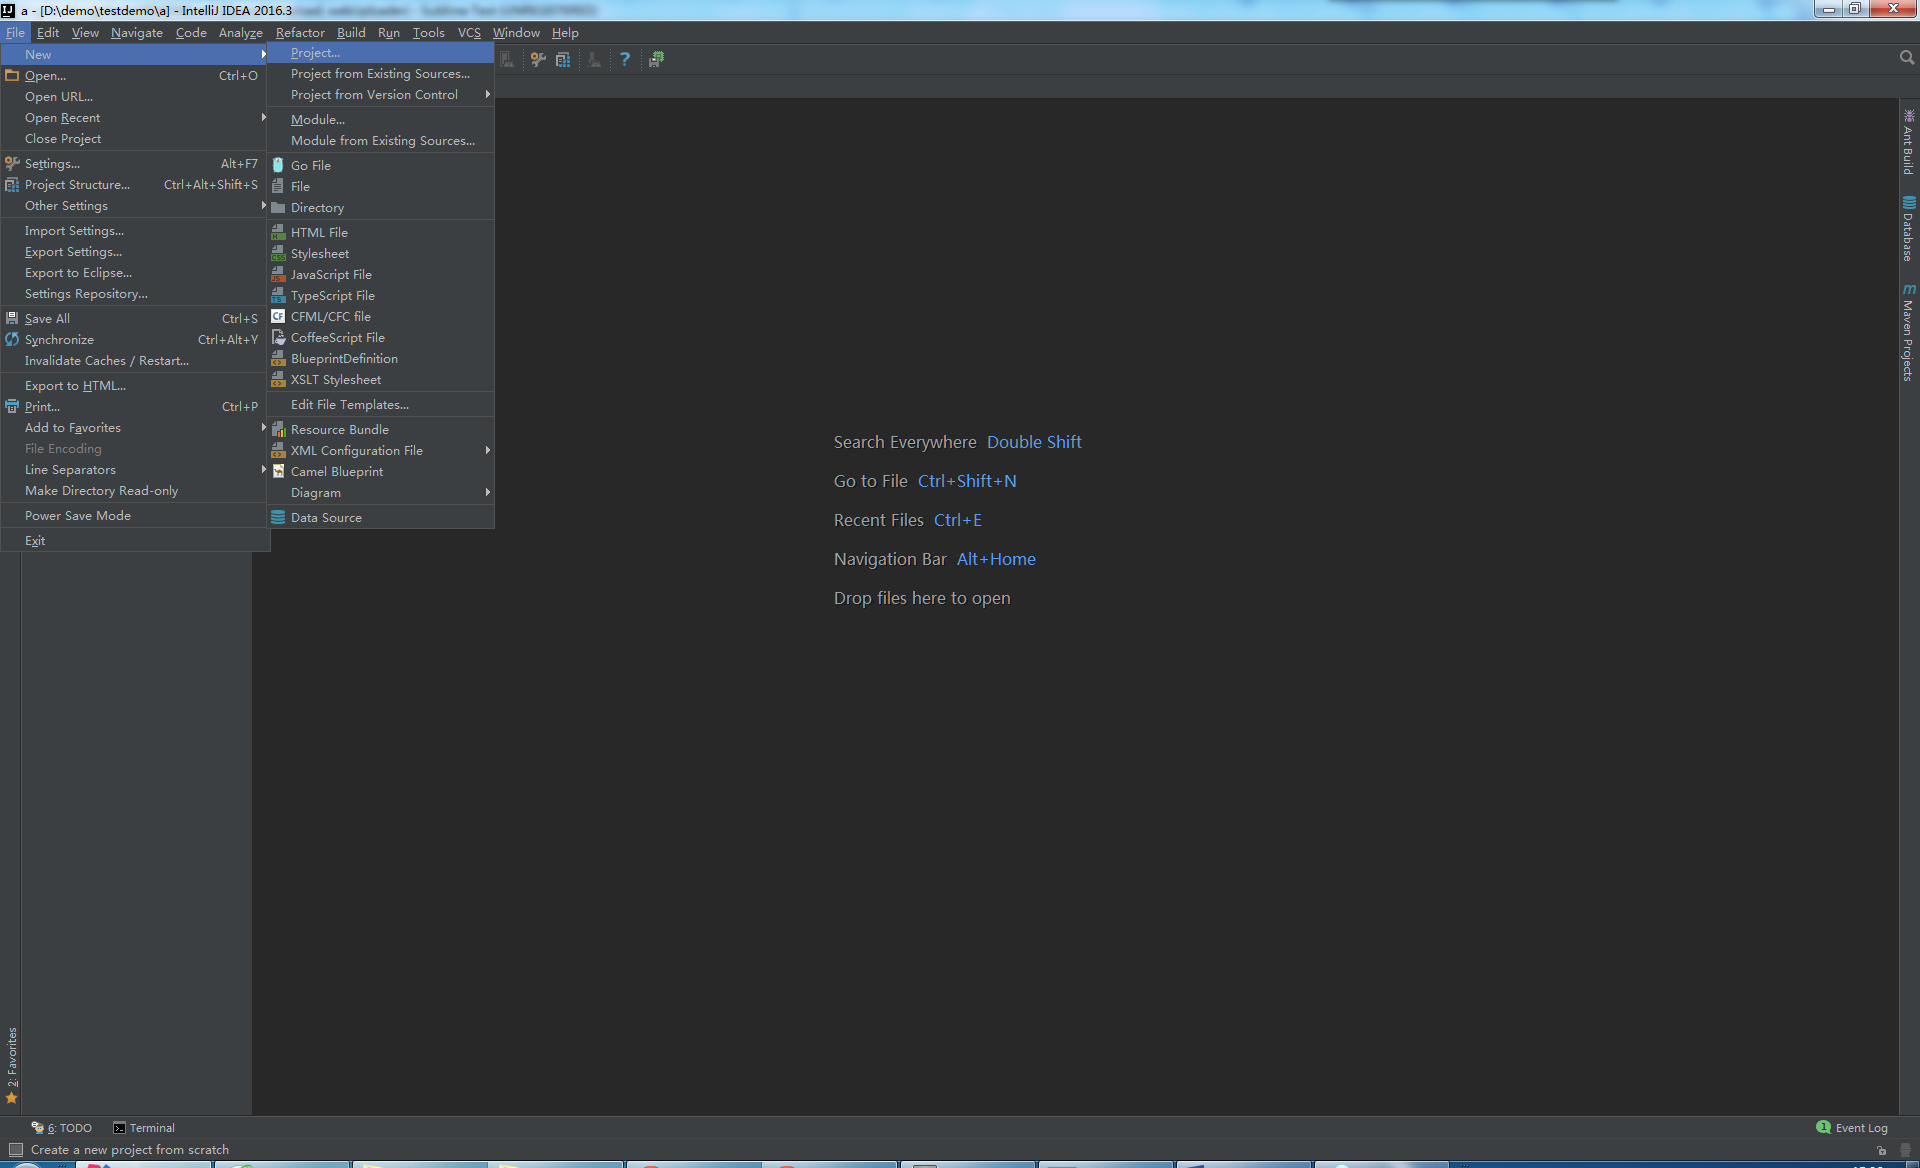 a - [D:\demo\testdemo\a] - IntelliJ IDEA 2016.3
File Edit View Navigate Code Analyze Refactor Build Run Tools VCS Window Help
New
Open... Ctrl+O
Open URL...
Open Recent
Close Project
Settings... Alt+F7
Project Structure... Ctrl+Alt+Shift+S
Other Settings
Import Settings...
Export Settings...
Export to Eclipse...
Settings Repository...
Save All Ctrl+S
Synchronize Ctrl+Alt+Y
Invalidate Caches / Restart...
Export to HTML...
Print... Ctrl+P
Add to Favorites
File Encoding
Line Separators
Make Directory Read-only
Power Save Mode
Exit
Project...
Project from Existing Sources...
Project from Version Control
Module...
Module from Existing Sources...
Go File
File
Directory
HTML File
Stylesheet
JavaScript File
TypeScript File
CFML/CFC file
CoffeeScript File
BlueprintDefinition
XSLT Stylesheet
Edit File Templates...
Resource Bundle
XML Configuration File
Camel Blueprint
Diagram
Data Source
Search Everywhere Double Shift
Go to File Ctrl+Shift+N
Recent Files Ctrl+E
Navigation Bar Alt+Home
Drop files here to open
Ant Build
Database
Maven Projects
2: Favorites
6: TODO
Terminal
1 Event Log
Create a new project from scratch